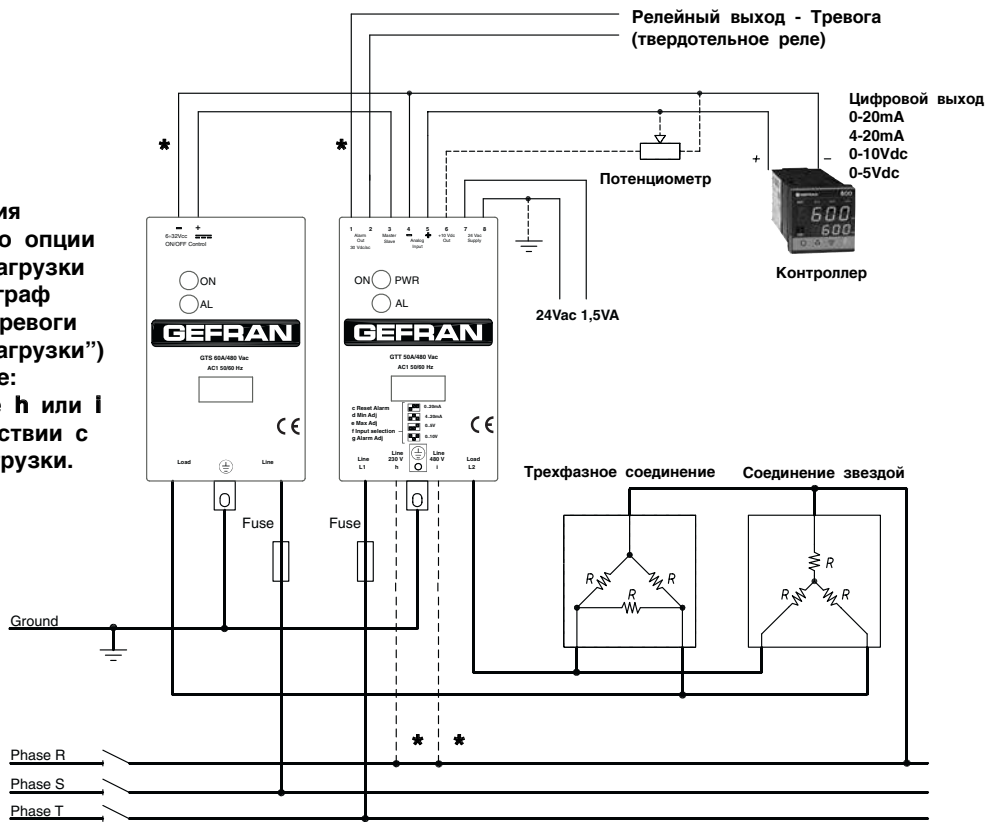 Релейный выход - Тревога
(твердотельное реле)
Цифровой выход
0-20mA
4-20mA
0-10Vdc
0-5Vdc
*
*
+
−
Потенциометр
600
600
Контроллер
24Vac 1,5VA
ия
о опции
агрузки
граф
ревоги
агрузки”)
е:
е h или i
ствии с
грузки.
− +
6÷32Vcc
ON/OFF Control
ON
AL
GEFRAN
GTS 60A/480 Vac
AC1 50/60 Hz
CE
Load Line
1 2 3 4 5 6 7 8
Alarm Out 30 Vdc/ac
Master Slave
− +
Analog Input
+10 Vdc Out
24 Vac Supply
ON PWR
AL
GEFRAN
GTT 50A/480 Vac
AC1 50/60 Hz
c Reset Alarm
d Min Adj
e Max Adj
f Input selection
g Alarm Adj
0..20mA
4..20mA
0..5V
0..10V
CE
Line L1
Line 230 V h
Line 480 V i
Load L2
Fuse
Fuse
Трехфазное соединение
Соединение звездой
R
R
R
R
R
R
Ground
*
*
Phase R
Phase S
Phase T